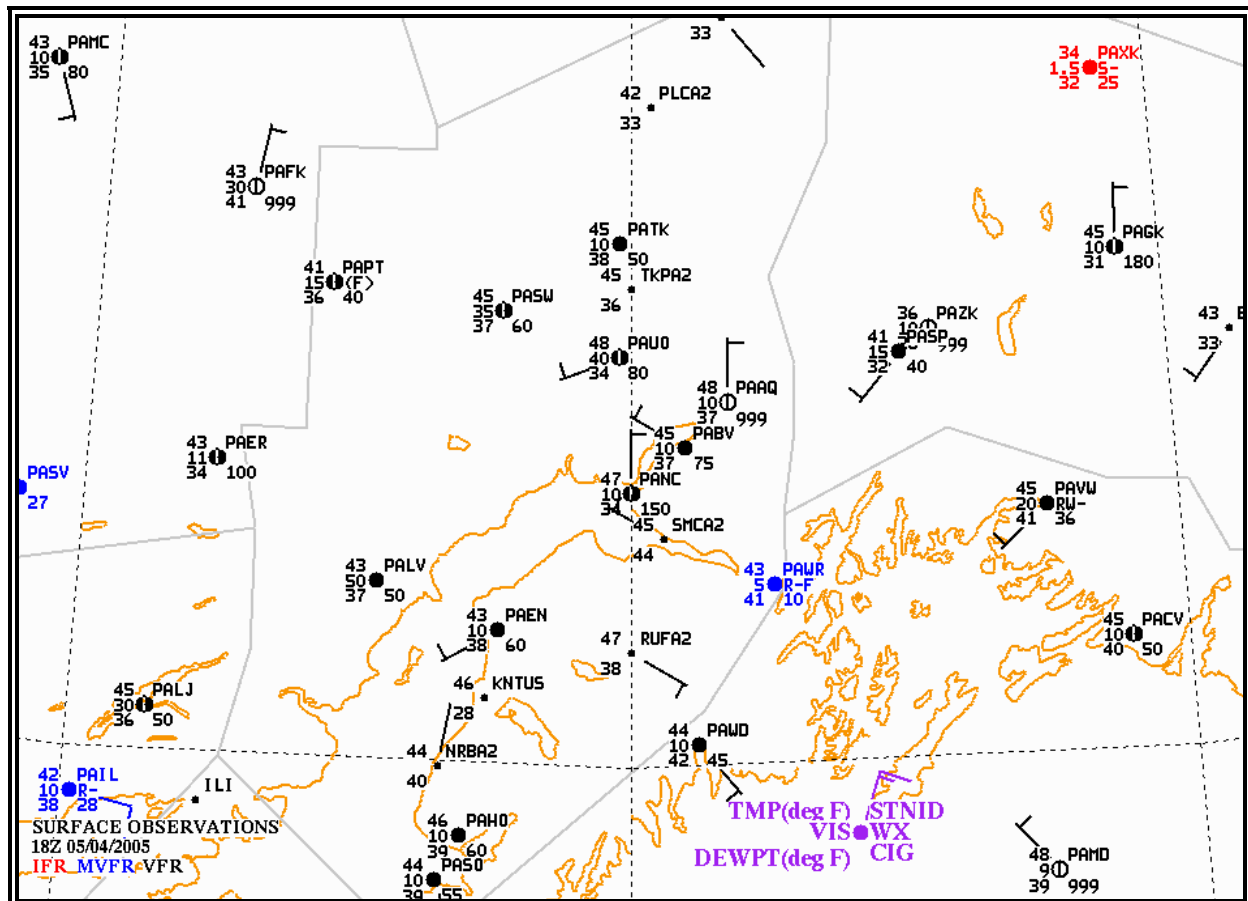 43 PAMC
10
35 80
33
34 PAXK
1.5 S-
32 25
42 PLCA2
33
43 PAFK
30
41 999
45 PATK
10
38 50
45 PAGK
10
31 180
41 PAPT
15 (F)
36 40
45 TKPA2
36
45 PASW
35
37 60
36 PAZK
41 PASP
15
32 40
43
33
48 PAUO
40
34 80
48 PAAQ
10
37 999
43 PAER
11
34 100
45 PABV
10
37 75
PASV
27
47 PANC
10
150
45 PAVW
20 RW-
41 36
45 SMCA2
44
43 PALV
50
37 50
43 PAWR
5 R-F
41 10
43 PAEN
10
38 60
45 PACV
10
40 50
47 RUFA2
38
45 PALJ
30
36 50
46 KNTUS
28
44 PAWD
10
42 45
44 NRBA2
40
42 PAIL
10 R-
38 28
ILI
TMP(deg F) STNID
VIS WX
DEWPT(deg F) CIG
SURFACE OBSERVATIONS
18Z 05/04/2005
IFR MVFR VFR
46 PAHO
10
39 60
48 PAMD
9
39 999
44 PASO
10
39 55